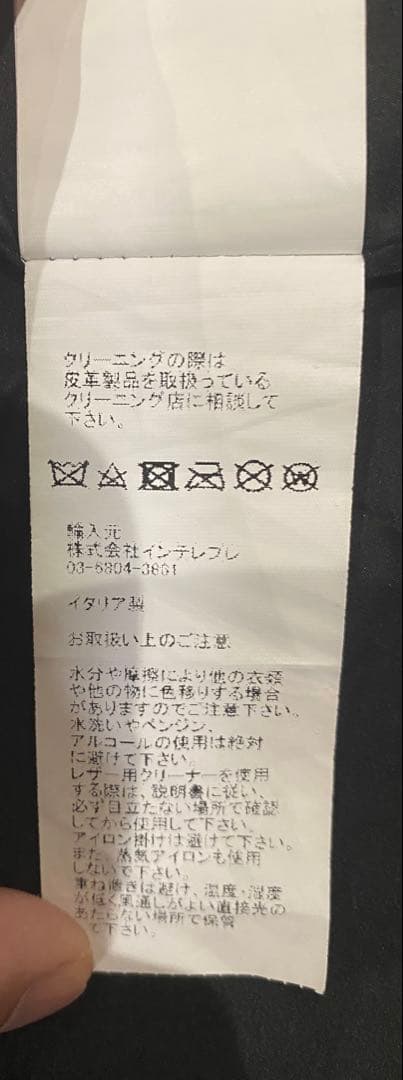 クリーニングの際は
皮革製品を取扱っている
クリーニング店に相談して
下さい。
輸入元
株式会社インテレプレ
03-6804-3861
イタリア製
お取扱い上のご注意
水分や摩擦により他の衣類
や他の物に色移りする場合
がありますのでご注意下さい。
水洗いやベンジン、
アルコールの使用は絶対
に避けて下さい。
レザー用クリーナーを使用
する際は、説明書に従い、
必ず目立たない場所で確認
してから使用して下さい。
アイロン掛けは避けて下さい。
また、蒸気アイロンも使用
しないで下さい。
重ね置きは避け、温度・湿度
が低く風通しがよい直接光の
あたらない場所で保管
して下さい。